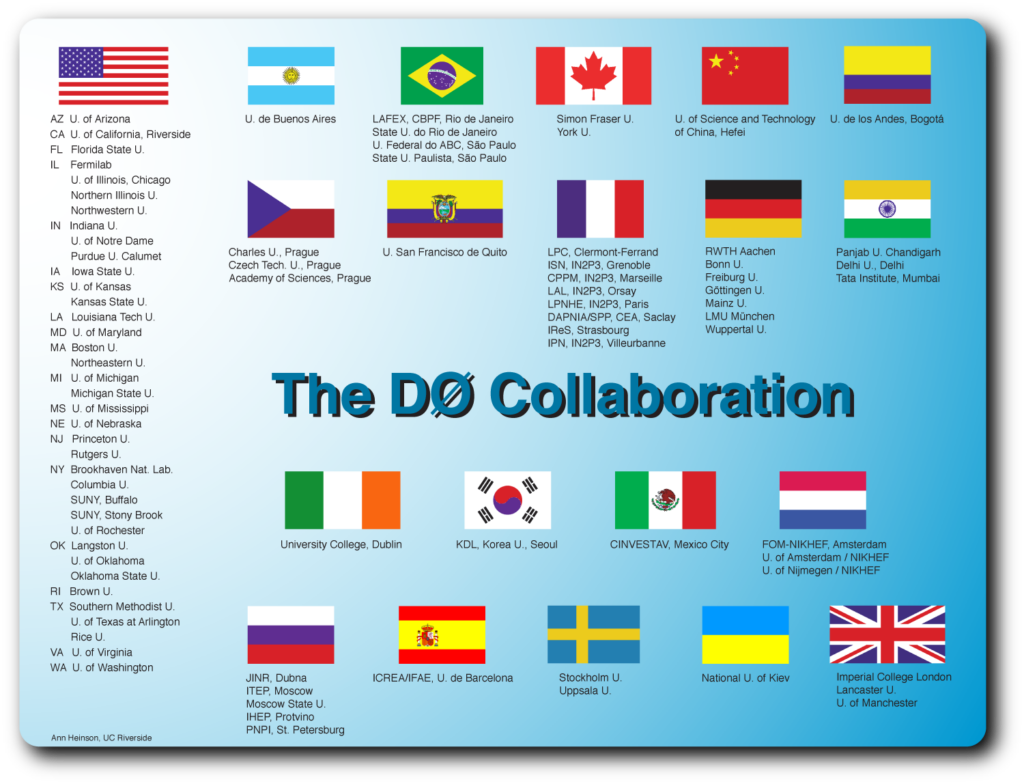 AZ U. of Arizona
CA U. of California, Riverside
FL Florida State U.
IL Fermilab
U. of Illinois, Chicago
Northern Illinois U.
Northwestern U.
IN Indiana U.
U. of Notre Dame
Purdue U. Calumet
IA Iowa State U.
KS U. of Kansas
Kansas State U.
LA Louisiana Tech U.
MD U. of Maryland
MA Boston U.
Northeastern U.
MI U. of Michigan
Michigan State U.
MS U. of Mississippi
NE U. of Nebraska
NJ Princeton U.
Rutgers U.
NY Brookhaven Nat. Lab.
Columbia U.
SUNY, Buffalo
SUNY, Stony Brook
U. of Rochester
OK Langston U.
U. of Oklahoma
Oklahoma State U.
RI Brown U.
TX Southern Methodist U.
U. of Texas at Arlington
Rice U.
VA U. of Virginia
WA U. of Washington
U. de Buenos Aires
LAFEX, CBPF, Rio de Janeiro
State U. do Rio de Janeiro
U. Federal do ABC, São Paulo
State U. Paulista, São Paulo
Simon Fraser U.
York U.
U. of Science and Technology
of China, Hefei
U. de los Andes, Bogotá
Charles U., Prague
Czech Tech. U., Prague
Academy of Sciences, Prague
U. San Francisco de Quito
LPC, Clermont-Ferrand
ISN, IN2P3, Grenoble
CPPM, IN2P3, Marseille
LAL, IN2P3, Orsay
LPNHE, IN2P3, Paris
DAPNIA/SPP, CEA, Saclay
IReS, Strasbourg
IPN, IN2P3, Villeurbanne
RWTH Aachen
Bonn U.
Freiburg U.
Göttingen U.
Mainz U.
LMU München
Wuppertal U.
Panjab U. Chandigarh
Delhi U., Delhi
Tata Institute, Mumbai
The DØ Collaboration
University College, Dublin
KDL, Korea U., Seoul
CINVESTAV, Mexico City
FOM-NIKHEF, Amsterdam
U. of Amsterdam / NIKHEF
U. of Nijmegen / NIKHEF
JINR, Dubna
ITEP, Moscow
Moscow State U.
IHEP, Protvino
PNPI, St. Petersburg
ICREA/IFAE, U. de Barcelona
Stockholm U.
Uppsala U.
National U. of Kiev
Imperial College London
Lancaster U.
U. of Manchester
Ann Heinson, UC Riverside